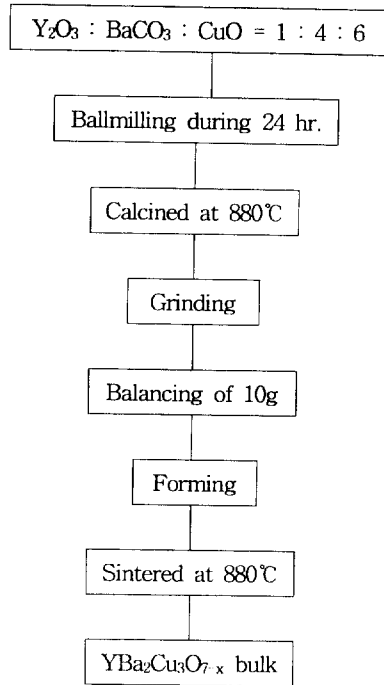 Y₂O₃ : BaCO₃ : CuO = 1 : 4 : 6
Ballmilling during 24 hr.
Calcined at 880℃
Grinding
Balancing of 10g
Forming
Sintered at 880℃
YBa₂Cu₃O₇₋ₓ bulk